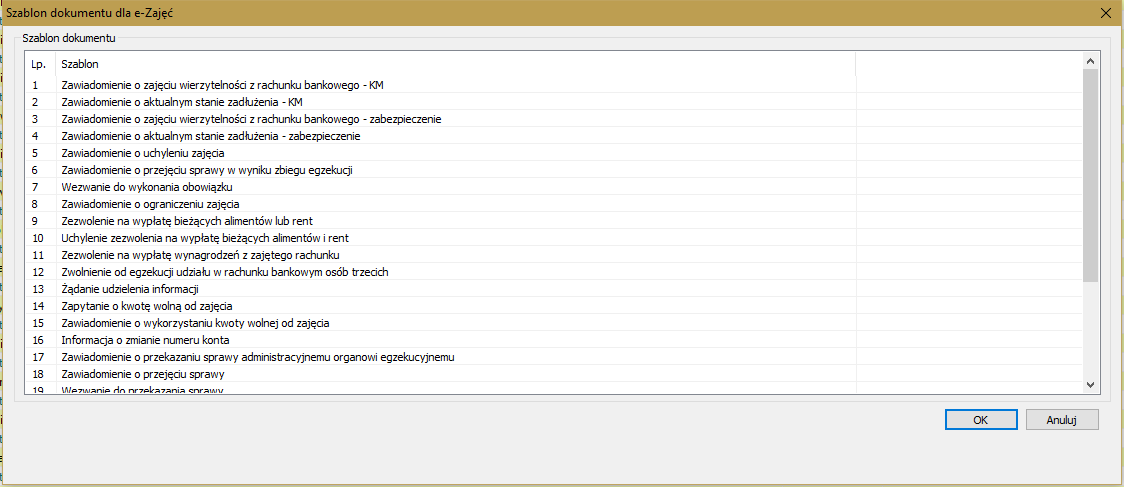 Szablon dokumentu dla e-Zajęć
Szablon dokumentu
Lp. Szablon
1 Zawiadomienie o zajęciu wierzytelności z rachunku bankowego - KM
2 Zawiadomienie o aktualnym stanie zadłużenia - KM
3 Zawiadomienie o zajęciu wierzytelności z rachunku bankowego - zabezpieczenie
4 Zawiadomienie o aktualnym stanie zadłużenia - zabezpieczenie
5 Zawiadomienie o uchyleniu zajęcia
6 Zawiadomienie o przejęciu sprawy w wyniku zbiegu egzekucji
7 Wezwanie do wykonania obowiązku
8 Zawiadomienie o ograniczeniu zajęcia
9 Zezwolenie na wypłatę bieżących alimentów lub rent
10 Uchylenie zezwolenia na wypłatę bieżących alimentów i rent
11 Zezwolenie na wypłatę wynagrodzeń z zajętego rachunku
12 Zwolnienie od egzekucji udziału w rachunku bankowym osób trzecich
13 Żądanie udzielenia informacji
14 Zapytanie o kwotę wolną od zajęcia
15 Zawiadomienie o wykorzystaniu kwoty wolnej od zajęcia
16 Informacja o zmianie numeru konta
17 Zawiadomienie o przekazaniu sprawy administracyjnemu organowi egzekucyjnemu
18 Zawiadomienie o przejęciu sprawy
19 Wezwanie do przekazania sprawy
OK Anuluj